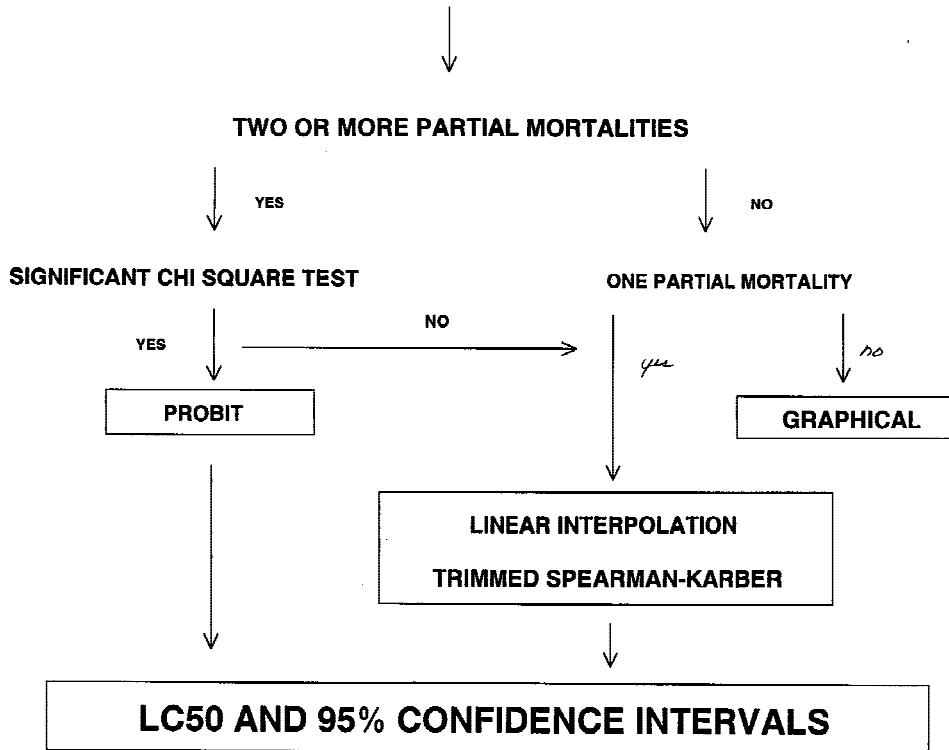 TWO OR MORE PARTIAL MORTALITIES
YES
NO
SIGNIFICANT CHI SQUARE TEST
ONE PARTIAL MORTALITY
NO
YES
yes
no
PROBIT
GRAPHICAL
LINEAR INTERPOLATION
TRIMMED SPEARMAN-KARBER
LC50 AND 95% CONFIDENCE INTERVALS